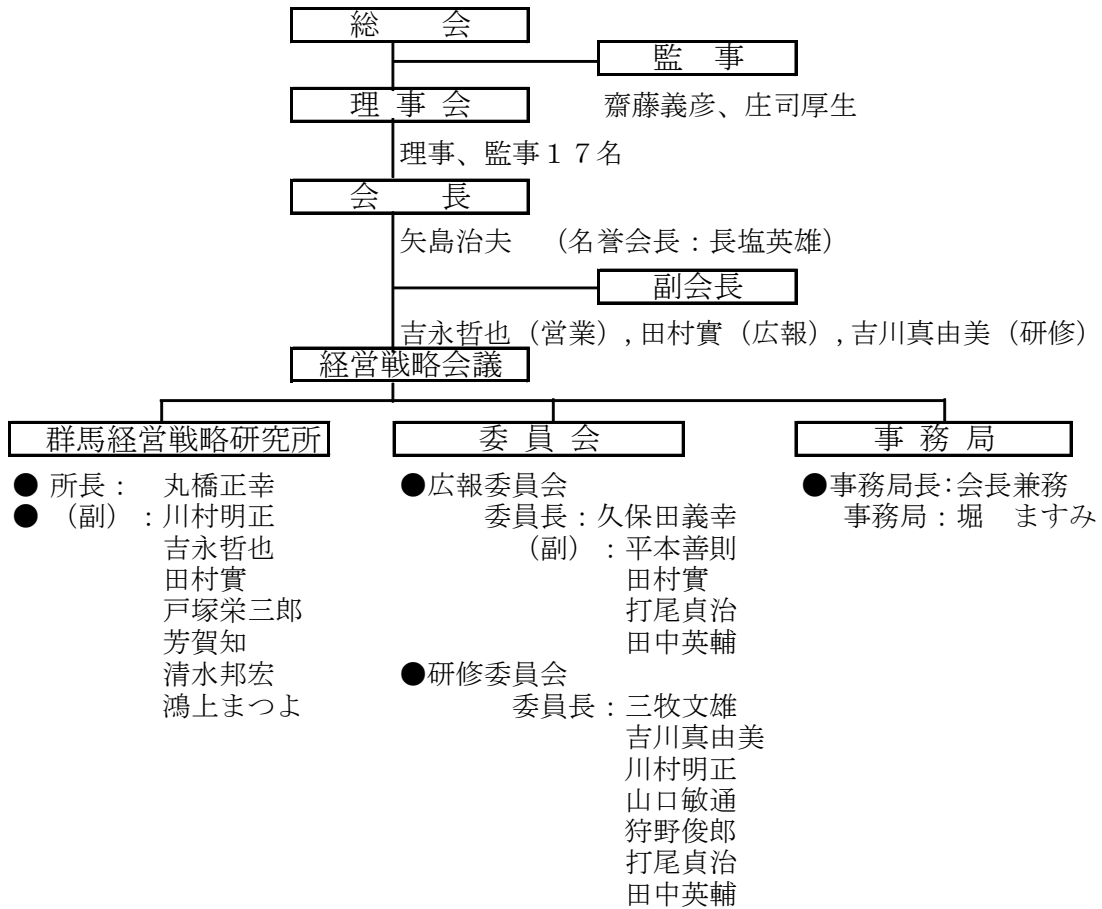 総　会
監　事
理 事 会
齋藤義彦、庄司厚生
理事、監事１７名
会　長
矢島治夫　（名誉会長：長塩英雄）
副会長
吉永哲也（営業）,田村實（広報）,吉川真由美（研修）
経営戦略会議
群馬経営戦略研究所
● 所長：　丸橋正幸
● （副）：川村明正
吉永哲也
田村實
戸塚栄三郎
芳賀知
清水邦宏
鴻上まつよ
委 員 会
●広報委員会
委員長：久保田義幸
（副）：平本善則
田村實
打尾貞治
田中英輔
●研修委員会
委員長：三牧文雄
吉川真由美
川村明正
山口敏通
狩野俊郎
打尾貞治
田中英輔
事 務 局
●事務局長：会長兼務
事務局：堀　ますみ